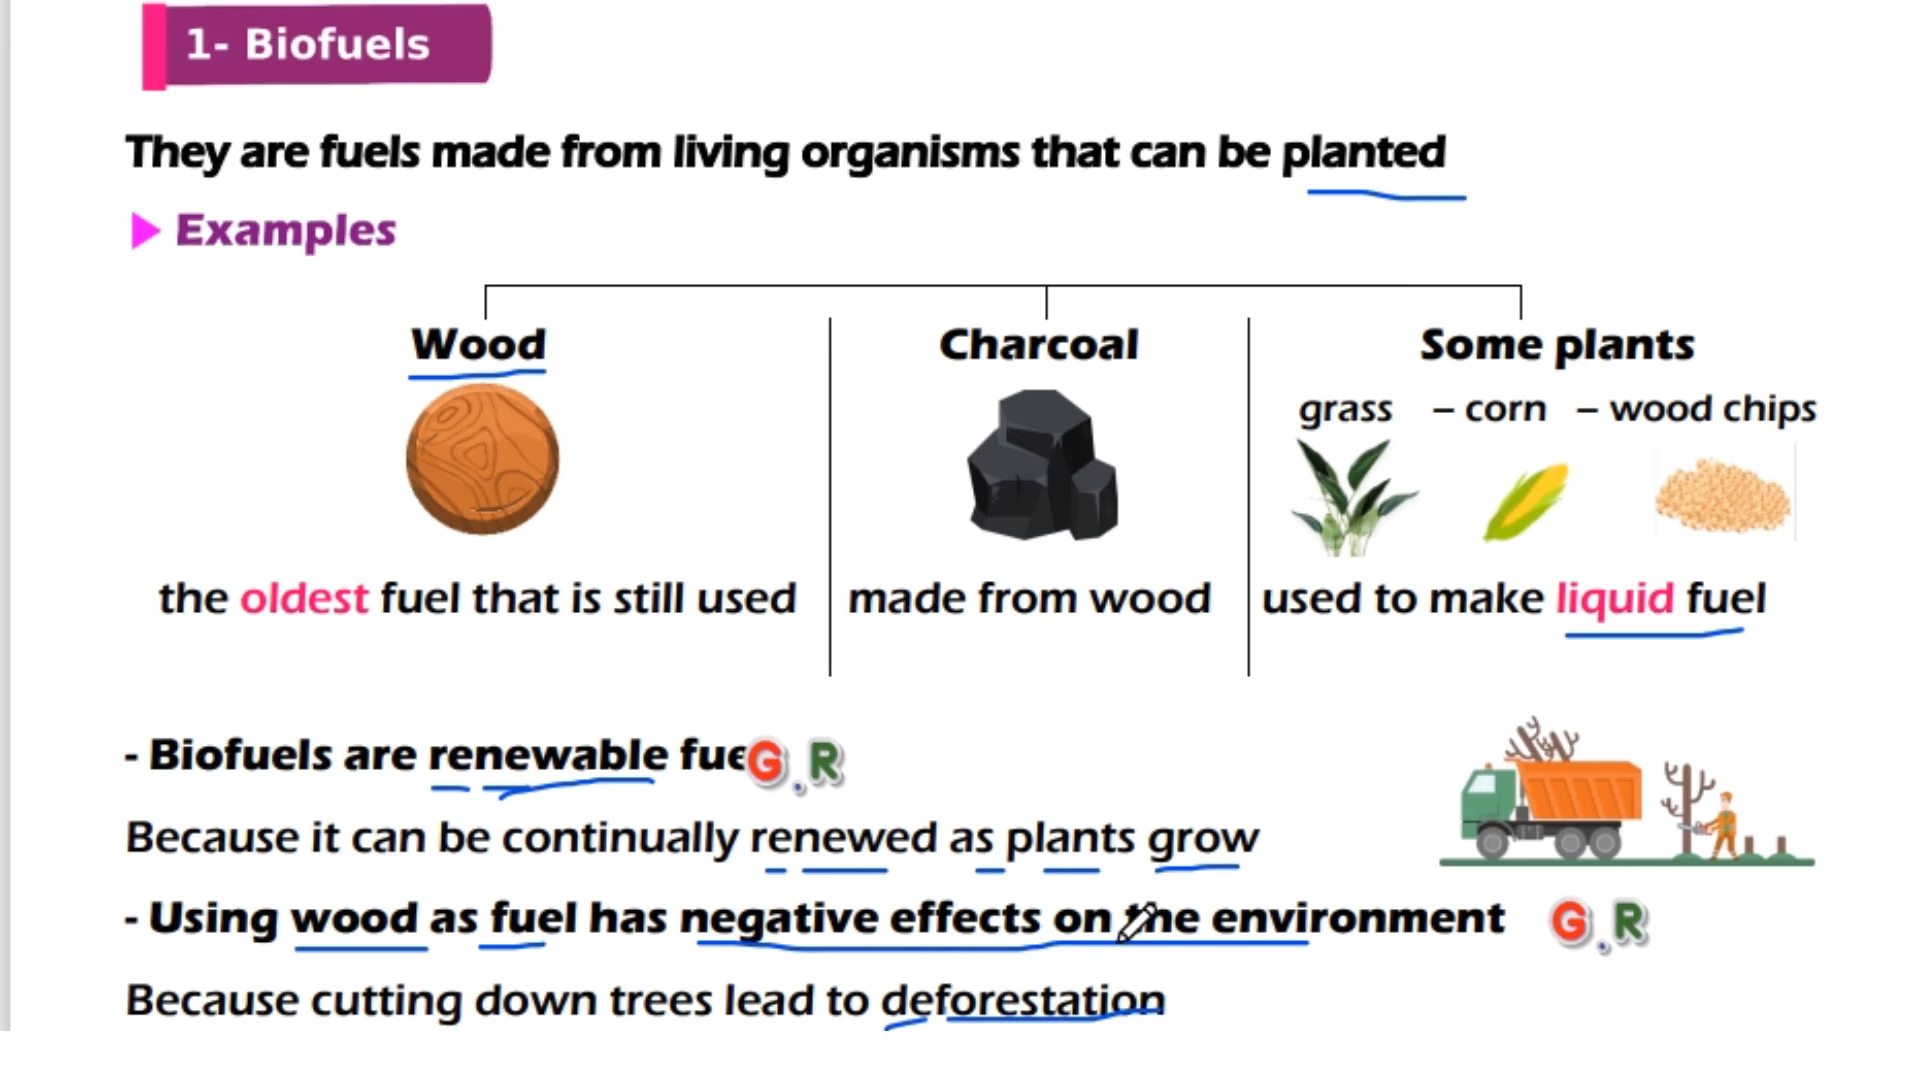 1- Biofuels
They are fuels made from living organisms that can be planted
Examples
Wood
Charcoal
Some plants
grass – corn – wood chips
the oldest fuel that is still used
made from wood
used to make liquid fuel
- Biofuels are renewable fue G.R
Because it can be continually renewed as plants grow
- Using wood as fuel has negative effects on the environment G.R
Because cutting down trees lead to deforestation